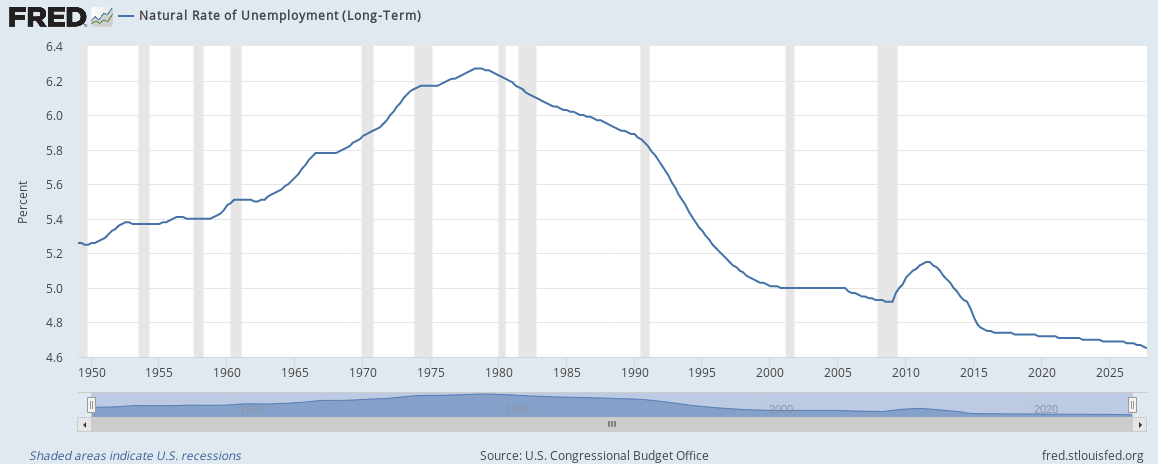 FRED Natural Rate of Unemployment (Long-Term)
6.4
6.2
6.0
5.8
5.6
5.4
5.2
5.0
4.8
4.6
Percent
1950 1955 1960 1965 1970 1975 1980 1985 1990 1995 2000 2005 2010 2015 2020 2025
1960 1980 2000 2020
Shaded areas indicate U.S. recessions Source: U.S. Congressional Budget Office fred.stlouisfed.org